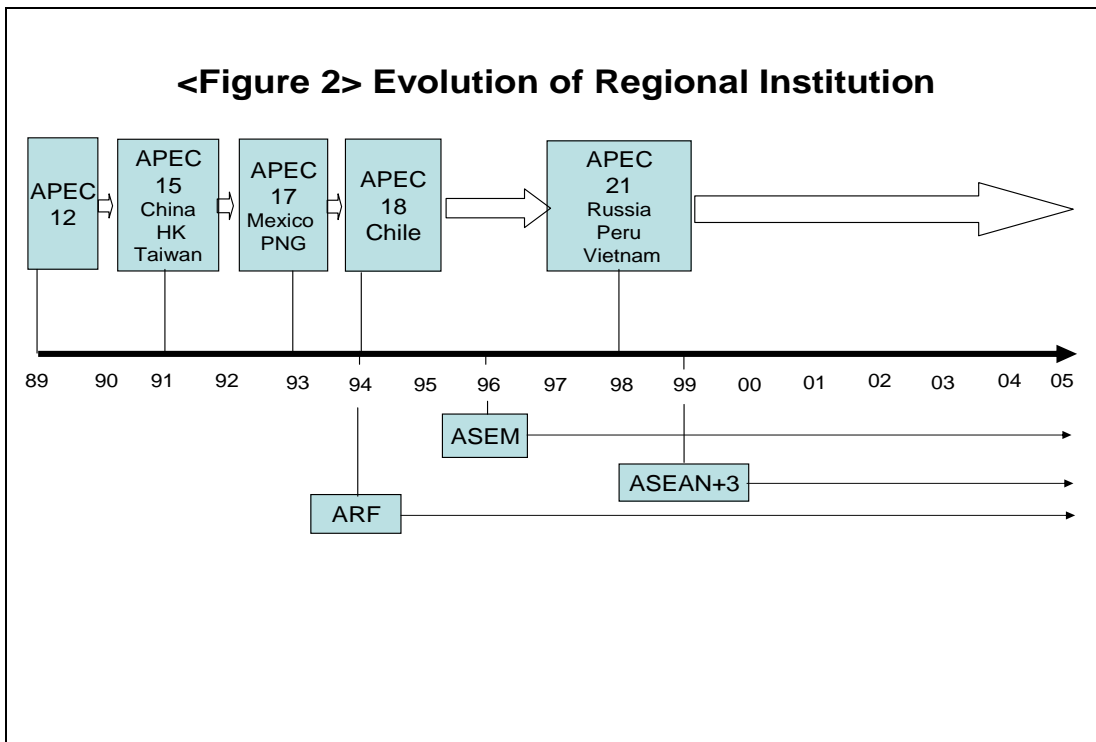 <Figure 2> Evolution of Regional Institution
APEC
12
APEC
15
China
HK
Taiwan
APEC
17
Mexico
PNG
APEC
18
Chile
APEC
21
Russia
Peru
Vietnam
89 90 91 92 93 94 95 96 97 98 99 00 01 02 03 04 05
ASEM
ASEAN+3
ARF